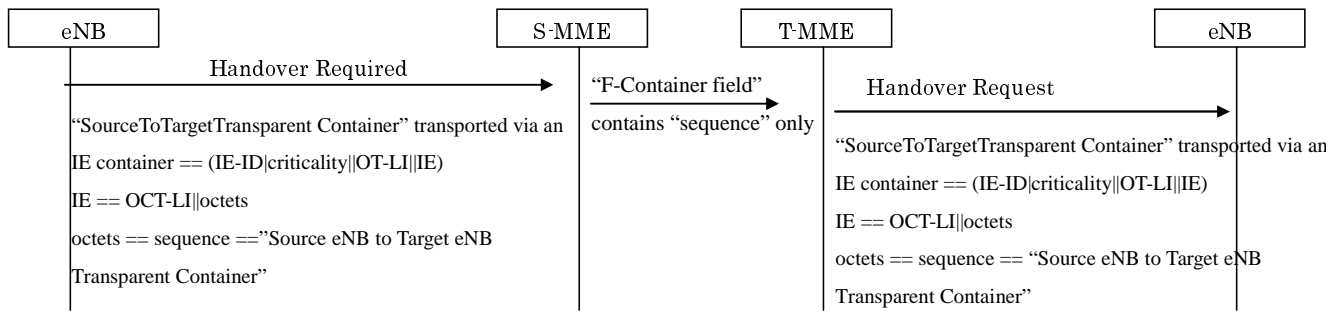 eNB
S-MME
T-MME
eNB
Handover Required
“SourceToTargetTransparent Container” transported via an
IE container == (IE-ID|criticality||OT-LI||IE)
IE == OCT-LI||octets
octets == sequence ==”Source eNB to Target eNB
Transparent Container”
“F-Container field”
contains “sequence” only
Handover Request
“SourceToTargetTransparent Container” transported via an
IE container == (IE-ID|criticality||OT-LI||IE)
IE == OCT-LI||octets
octets == sequence == “Source eNB to Target eNB
Transparent Container”